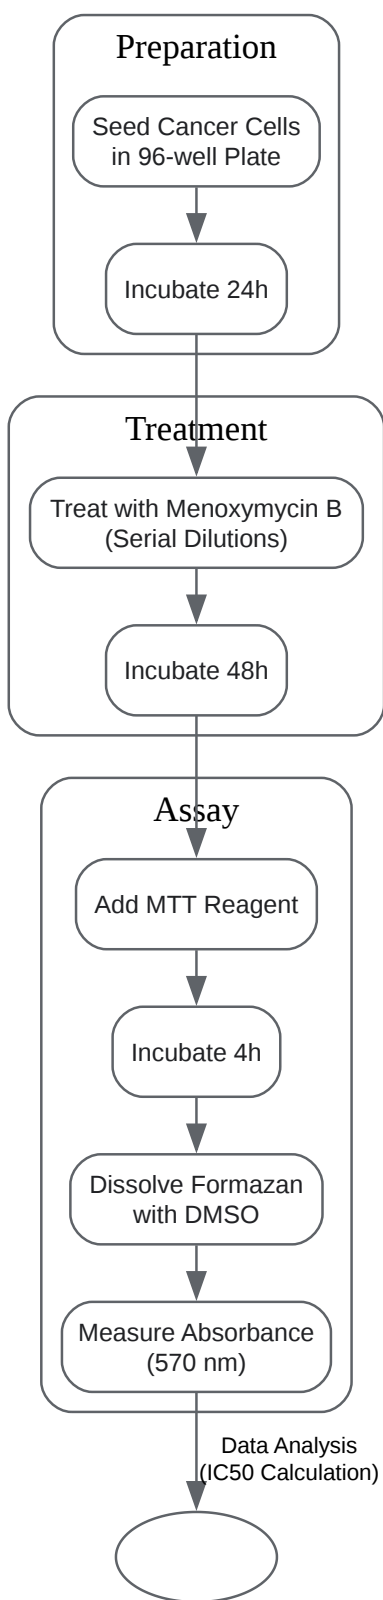 Preparation
Seed Cancer Cells
in 96-well Plate
Incubate 24h
Treatment
Treat with Menoxymycin B
(Serial Dilutions)
Incubate 48h
Assay
Add MTT Reagent
Incubate 4h
Dissolve Formazan
with DMSO
Measure Absorbance
(570 nm)
Data Analysis
(IC50 Calculation)